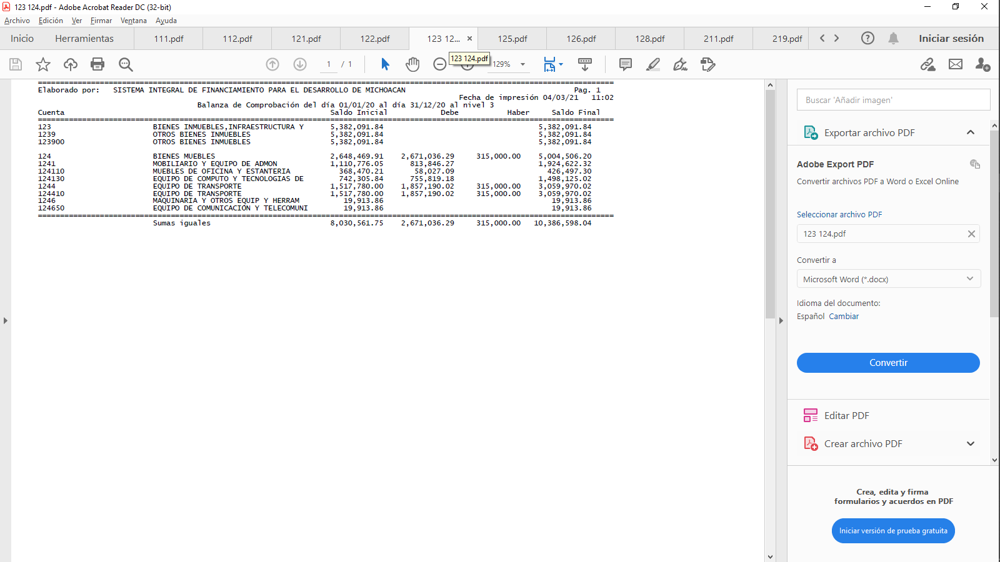 123 124.pdf - Adobe Acrobat Reader DC (32-bit)
Archivo Edición Ver Firmar Ventana Ayuda
Inicio Herramientas 111.pdf 112.pdf 121.pdf 122.pdf 123 12... 125.pdf 126.pdf 128.pdf 211.pdf 219.pdf Iniciar sesión
1 / 1 129%
123 124.pdf
Elaborado por: SISTEMA INTEGRAL DE FINANCIAMIENTO PARA EL DESARROLLO DE MICHOACAN Pag. 1
Fecha de impresión 04/03/21 11:02
Balanza de Comprobación del día 01/01/20 al día 31/12/20 al nivel 3
Cuenta Saldo Inicial Debe Haber Saldo Final
123 BIENES INMUEBLES,INFRAESTRUCTURA Y 5,382,091.84 5,382,091.84
1239 OTROS BIENES INMUEBLES 5,382,091.84 5,382,091.84
123900 OTROS BIENES INMUEBLES 5,382,091.84 5,382,091.84
124 BIENES MUEBLES 2,648,469.91 2,671,036.29 315,000.00 5,004,506.20
1241 MOBILIARIO Y EQUIPO DE ADMON 1,110,776.05 813,846.27 1,924,622.32
124110 MUEBLES DE OFICINA Y ESTANTERIA 368,470.21 58,027.09 426,497.30
124130 EQUIPO DE COMPUTO Y TECNOLOGIAS DE 742,305.84 755,819.18 1,498,125.02
1244 EQUIPO DE TRANSPORTE 1,517,780.00 1,857,190.02 315,000.00 3,059,970.02
124410 EQUIPO DE TRANSPORTE 1,517,780.00 1,857,190.02 315,000.00 3,059,970.02
1246 MAQUINARIA Y OTROS EQUIP Y HERRAM 19,913.86 19,913.86
124650 EQUIPO DE COMUNICACIÓN Y TELECOMUNI 19,913.86 19,913.86
Sumas iguales 8,030,561.75 2,671,036.29 315,000.00 10,386,598.04
Buscar 'Añadir imagen'
Exportar archivo PDF
Adobe Export PDF
Convertir archivos PDF a Word o Excel Online
Seleccionar archivo PDF
123 124.pdf
Convertir a
Microsoft Word (*.docx)
Idioma del documento:
Español Cambiar
Convertir
Editar PDF
Crear archivo PDF
Crea, edita y firma
formularios y acuerdos en PDF
Iniciar versión de prueba gratuita